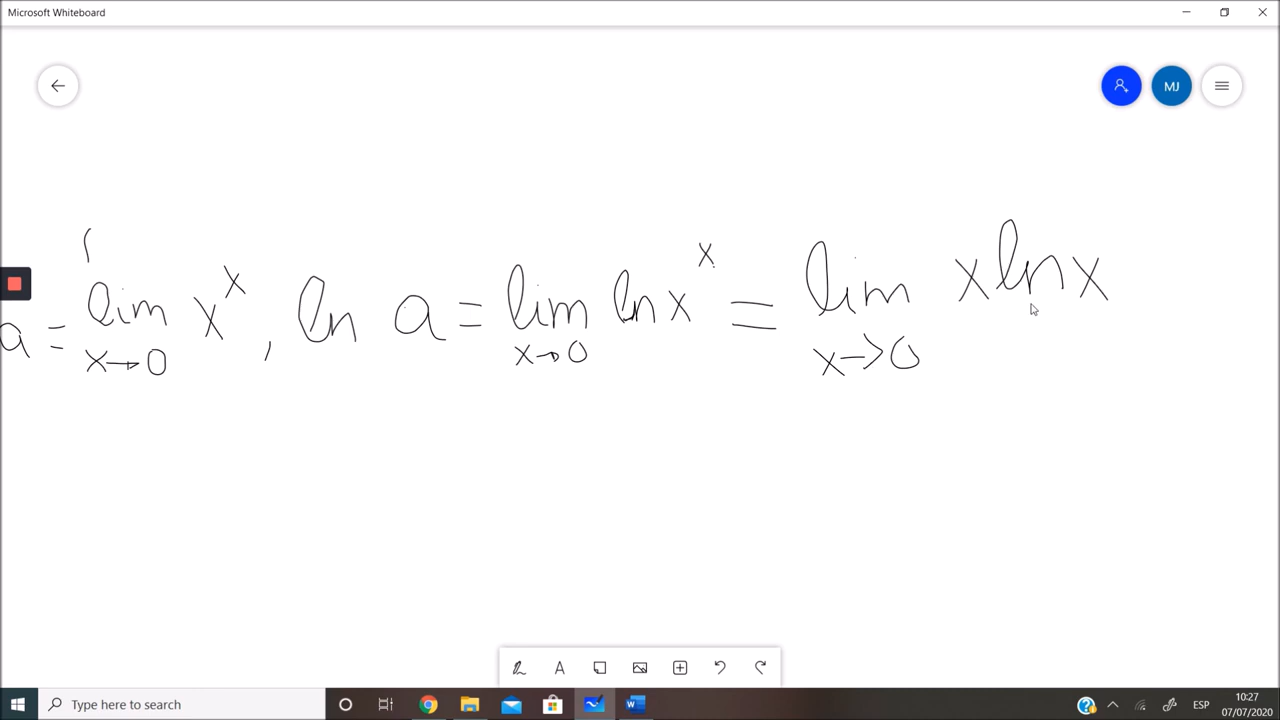 Microsoft Whiteboard
MJ
a = lim x^x , ln a = lim ln x^x = lim x ln x
x→0 x→0 x→0
A
Type here to search
ESP
10:27
07/07/2020